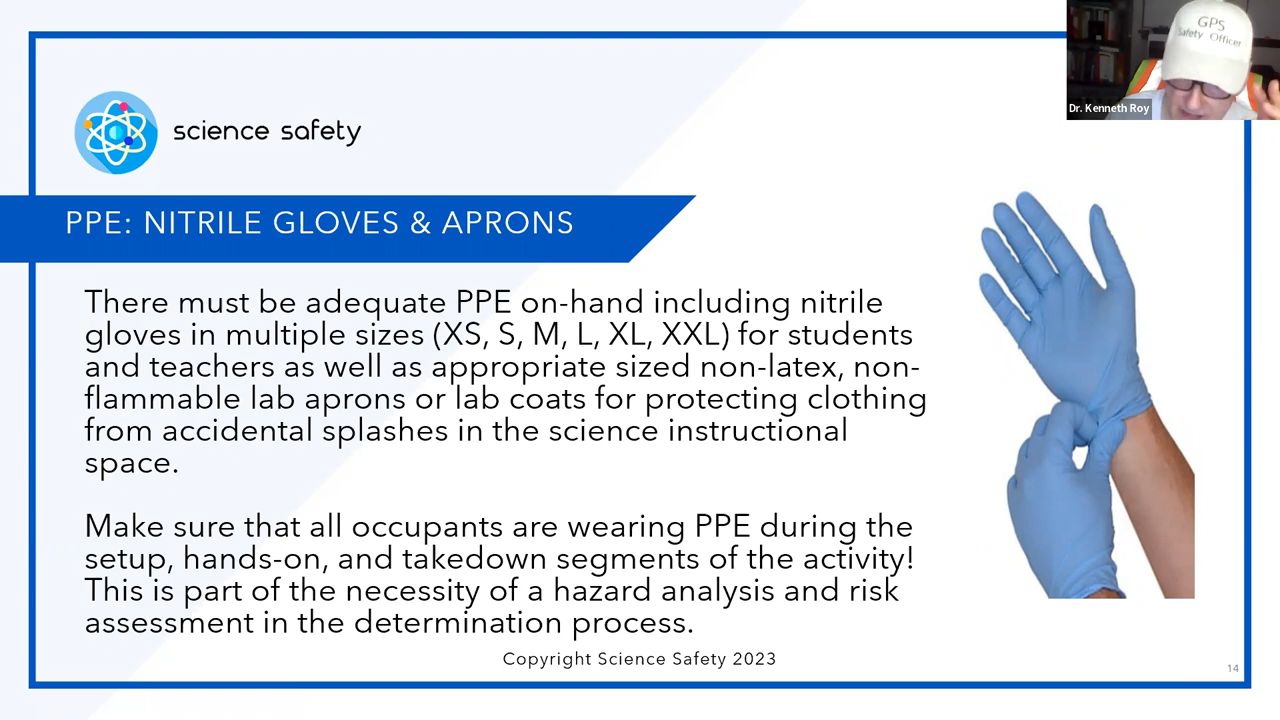 GPS
Safety Officer
Dr. Kenneth Roy
science safety
PPE: NITRILE GLOVES & APRONS
There must be adequate PPE on-hand including nitrile
gloves in multiple sizes (XS, S, M, L, XL, XXL) for students
and teachers as well as appropriate sized non-latex, non-
flammable lab aprons or lab coats for protecting clothing
from accidental splashes in the science instructional
space.
Make sure that all occupants are wearing PPE during the
setup, hands-on, and takedown segments of the activity!
This is part of the necessity of a hazard analysis and risk
assessment in the determination process.
Copyright Science Safety 2023
14